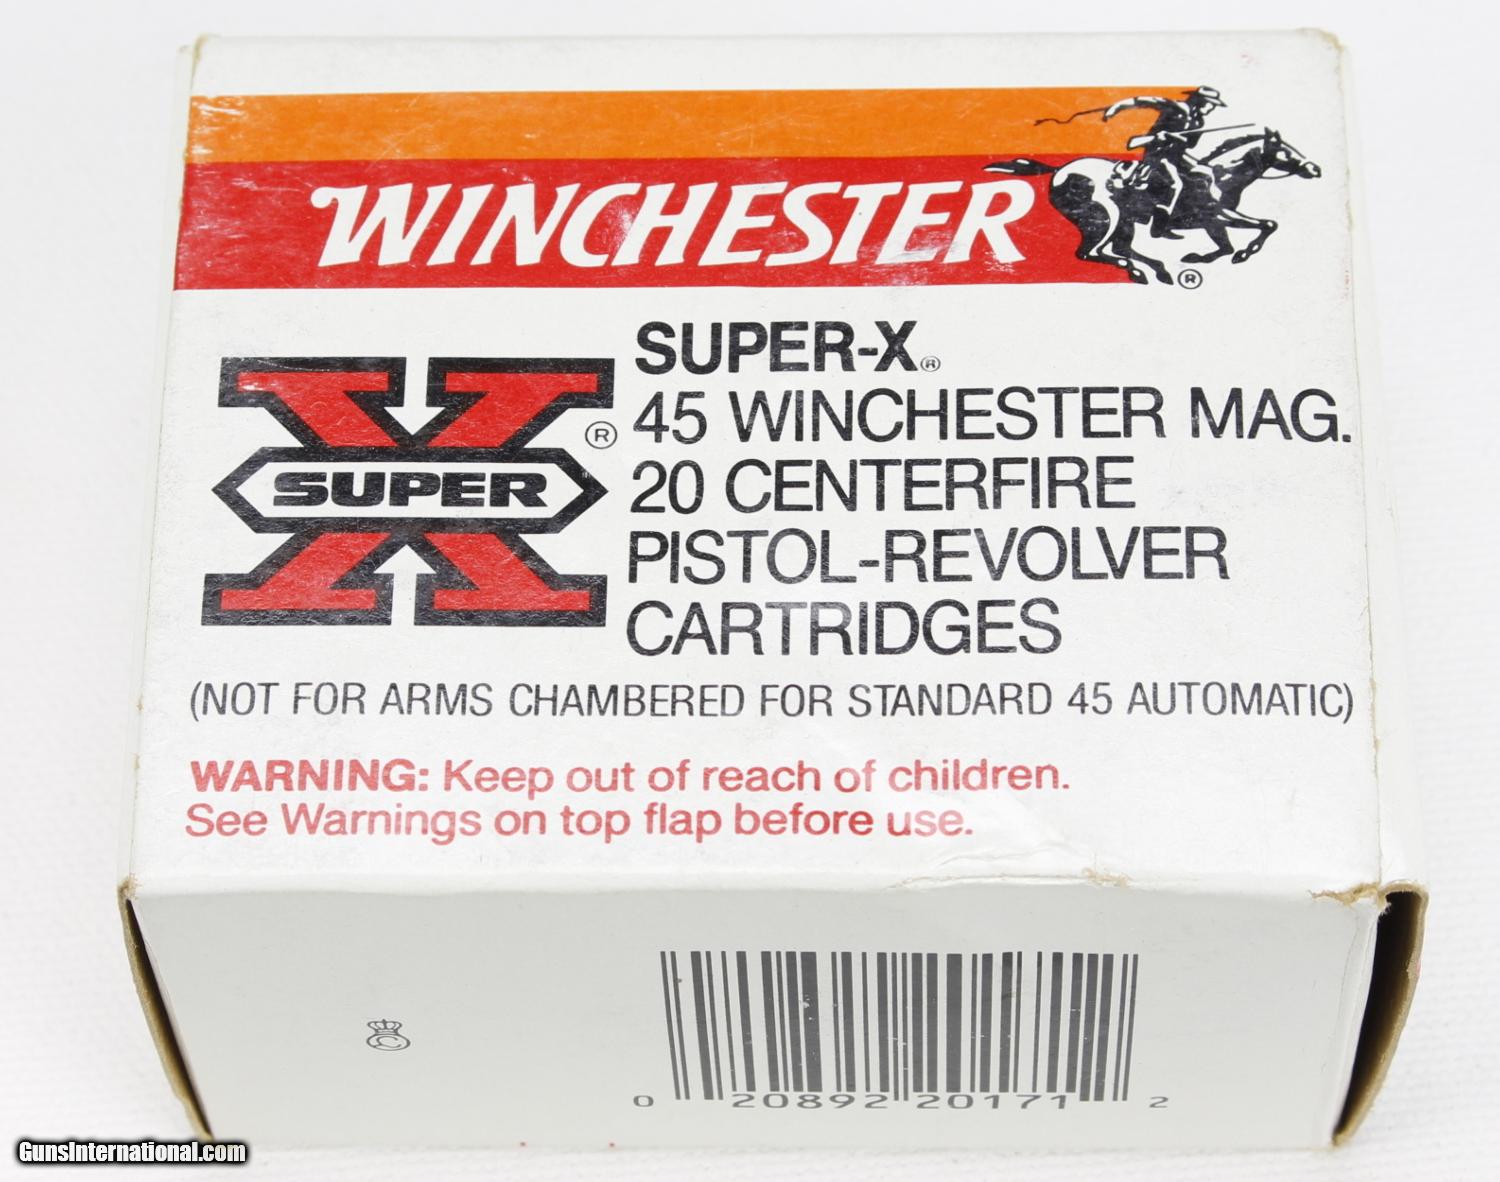 WINCHESTER ®
SUPER-X®
45 WINCHESTER MAG.
20 CENTERFIRE
PISTOL-REVOLVER
CARTRIDGES
X SUPER ®
(NOT FOR ARMS CHAMBERED FOR STANDARD 45 AUTOMATIC)
WARNING: Keep out of reach of children.
See Warnings on top flap before use.
C
0 20892 20171 2
GunsInternational.com